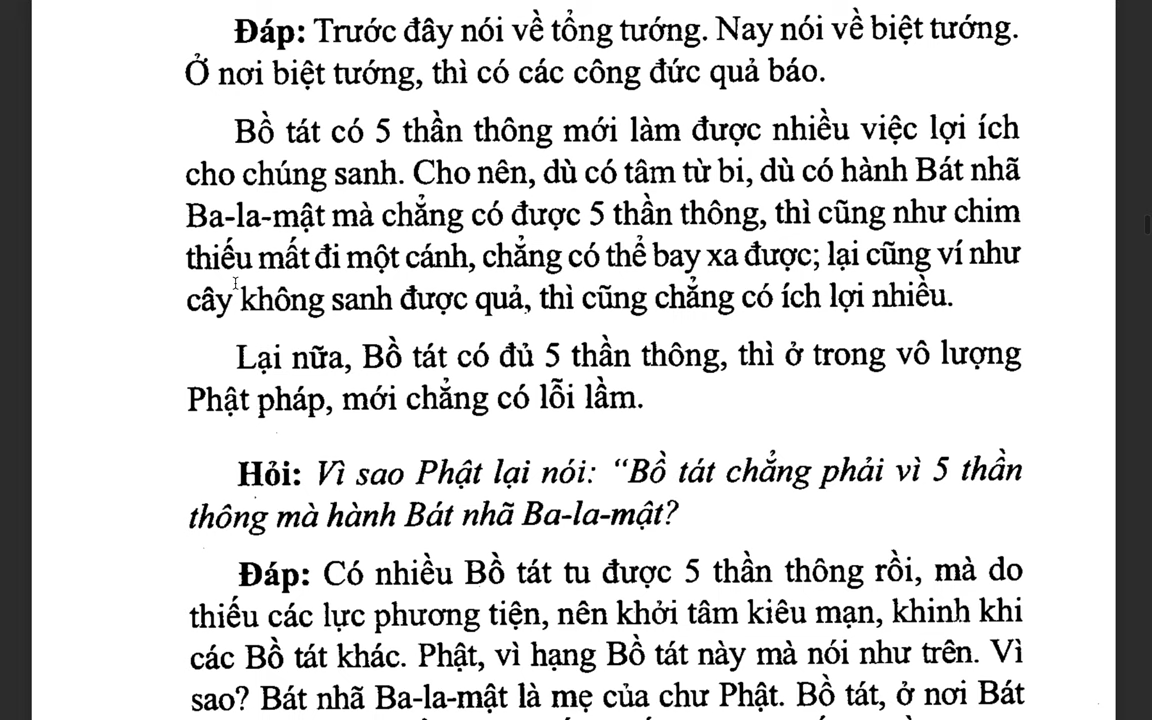 Đáp: Trước đây nói về tổng tướng. Nay nói về biệt tướng.
Ở nơi biệt tướng, thì có các công đức quả báo.
Bồ tát có 5 thần thông mới làm được nhiều việc lợi ích
cho chúng sanh. Cho nên, dù có tâm từ bi, dù có hành Bát nhã
Ba-la-mật mà chẳng có được 5 thần thông, thì cũng như chim
thiếu mất đi một cánh, chẳng có thể bay xa được; lại cũng ví như
cây không sanh được quả, thì cũng chẳng có ích lợi nhiều.
Lại nữa, Bồ tát có đủ 5 thần thông, thì ở trong vô lượng
Phật pháp, mới chẳng có lỗi lầm.
Hỏi: Vì sao Phật lại nói: “Bồ tát chẳng phải vì 5 thần
thông mà hành Bát nhã Ba-la-mật?
Đáp: Có nhiều Bồ tát tu được 5 thần thông rồi, mà do
thiếu các lực phương tiện, nên khởi tâm kiêu mạn, khinh khi
các Bồ tát khác. Phật, vì hạng Bồ tát này mà nói như trên. Vì
sao? Bát nhã Ba-la-mật là mẹ của chư Phật. Bồ tát, ở nơi Bát